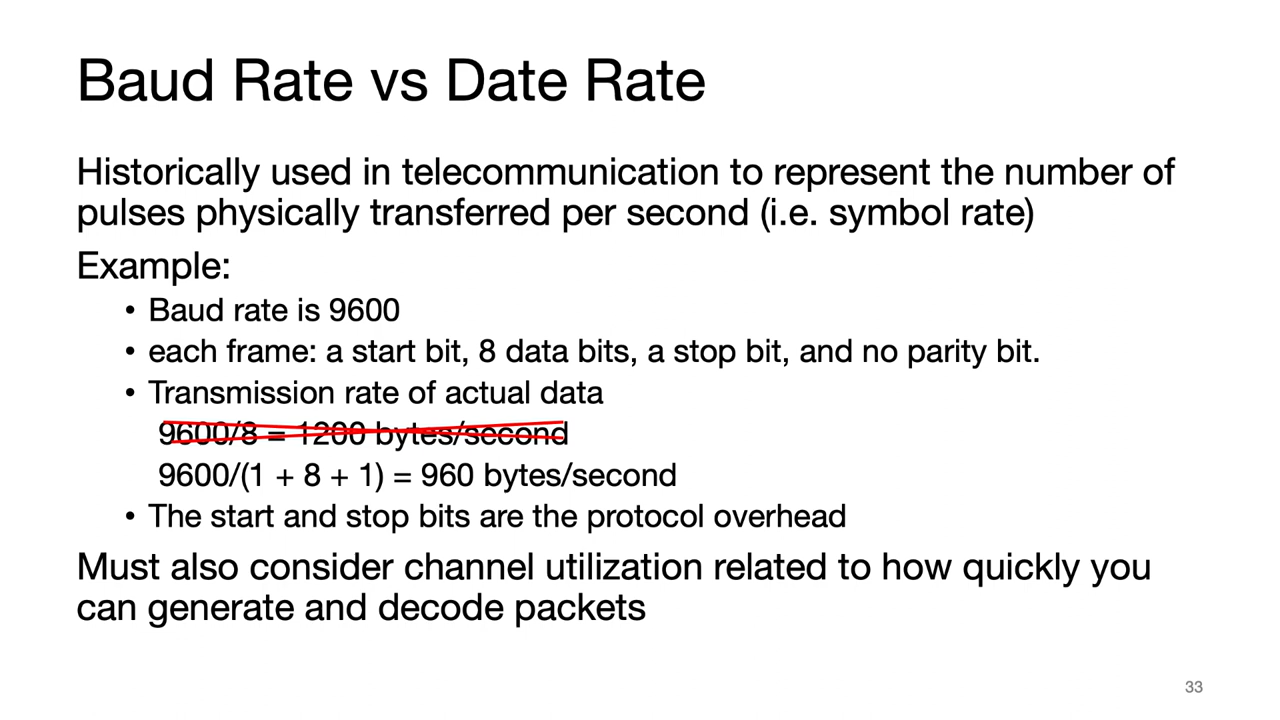 Baud Rate vs Date Rate
Historically used in telecommunication to represent the number of
pulses physically transferred per second (i.e. symbol rate)
Example:
• Baud rate is 9600
• each frame: a start bit, 8 data bits, a stop bit, and no parity bit.
• Transmission rate of actual data
9600/8 = 1200 bytes/second
9600/(1 + 8 + 1) = 960 bytes/second
• The start and stop bits are the protocol overhead
Must also consider channel utilization related to how quickly you
can generate and decode packets
33